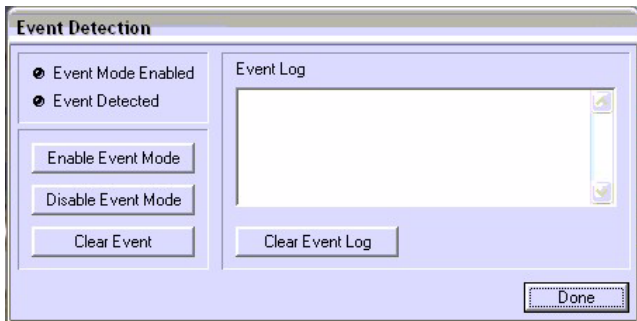 Event Detection
Event Mode Enabled
Event Detected
Enable Event Mode
Disable Event Mode
Clear Event
Event Log
Clear Event Log
Done